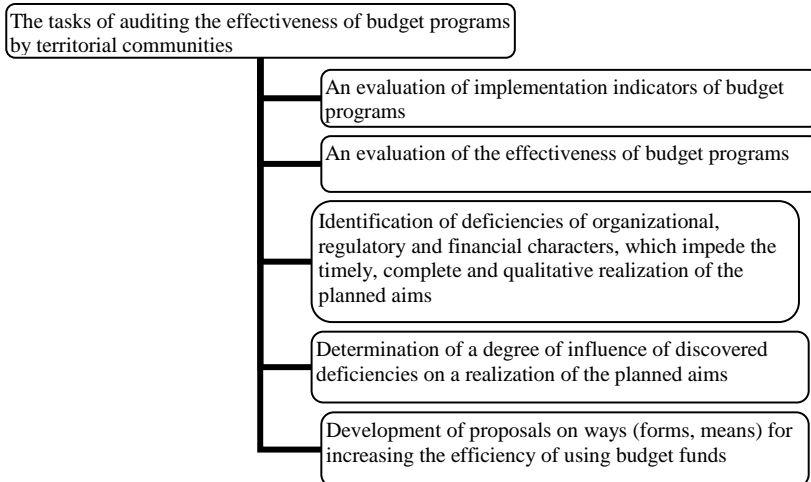 The tasks of auditing the effectiveness of budget programs
by territorial communities
An evaluation of implementation indicators of budget
programs
An evaluation of the effectiveness of budget programs
Identification of deficiencies of organizational,
regulatory and financial characters, which impede the
timely, complete and qualitative realization of the
planned aims
Determination of a degree of influence of discovered
deficiencies on a realization of the planned aims
Development of proposals on ways (forms, means) for
increasing the efficiency of using budget funds